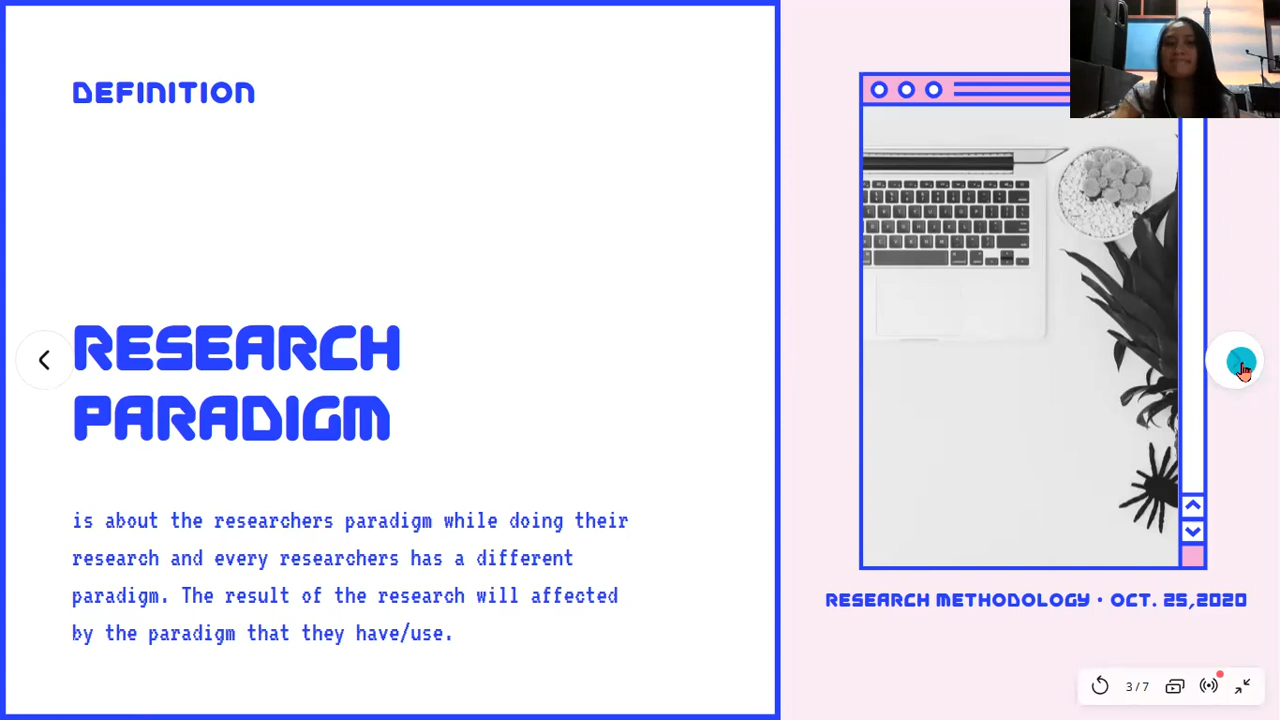 DEFINITION
RESEARCH
PARADIGM
is about the researchers paradigm while doing their
research and every researchers has a different
paradigm. The result of the research will affected
by the paradigm that they have/use.
RESEARCH METHODOLOGY · OCT. 25,2020
3/7